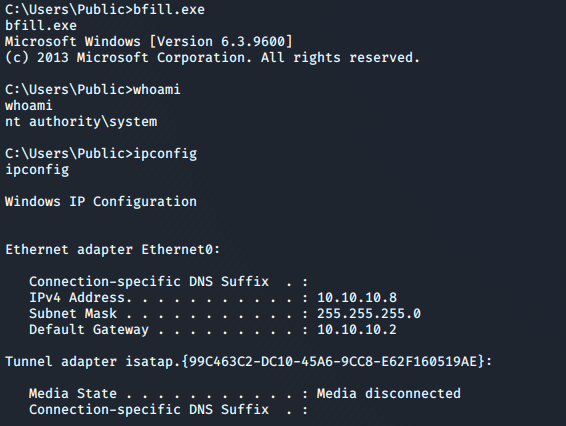 C:\Users\Public>bfill.exe
bfill.exe
Microsoft Windows [Version 6.3.9600]
(c) 2013 Microsoft Corporation. All rights reserved.
C:\Users\Public>whoami
whoami
nt authority\system
C:\Users\Public>ipconfig
ipconfig
Windows IP Configuration
Ethernet adapter Ethernet0:
Connection-specific DNS Suffix  . :
IPv4 Address. . . . . . . . . . . : 10.10.10.8
Subnet Mask . . . . . . . . . . . : 255.255.255.0
Default Gateway . . . . . . . . . : 10.10.10.2
Tunnel adapter isatap.{99C463C2-DC10-45A6-9CC8-E62F160519AE}:
Media State . . . . . . . . . . . : Media disconnected
Connection-specific DNS Suffix  . :